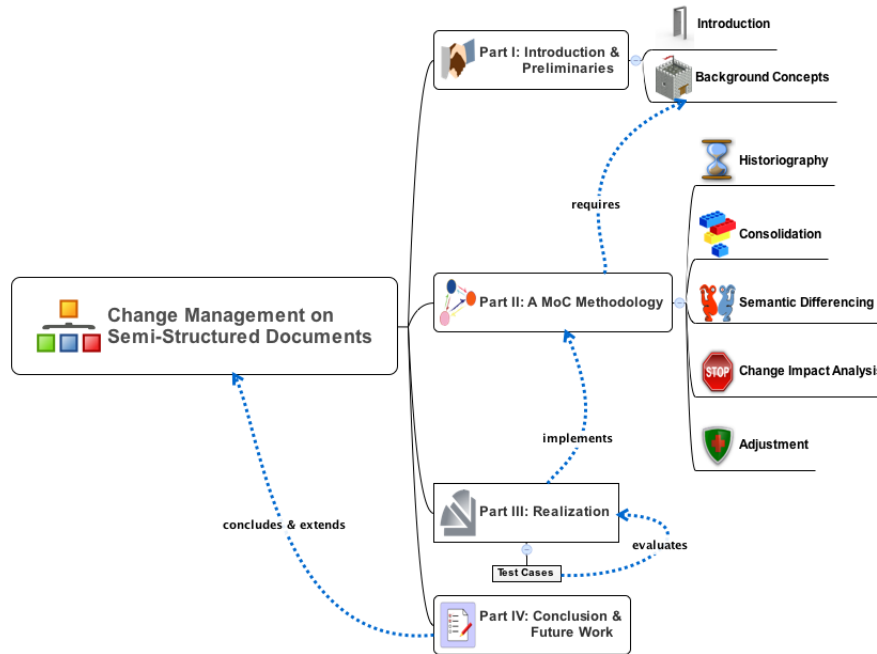 Introduction
Part I: Introduction &
Preliminaries
Background Concepts
Historiography
requires
Consolidation
Change Management on
Semi-Structured Documents
Part II: A MoC Methodology
Semantic Differencing
Change Impact Analysis
STOP
implements
Adjustment
concludes & extends
Part III: Realization
evaluates
Test Cases
Part IV: Conclusion &
Future Work